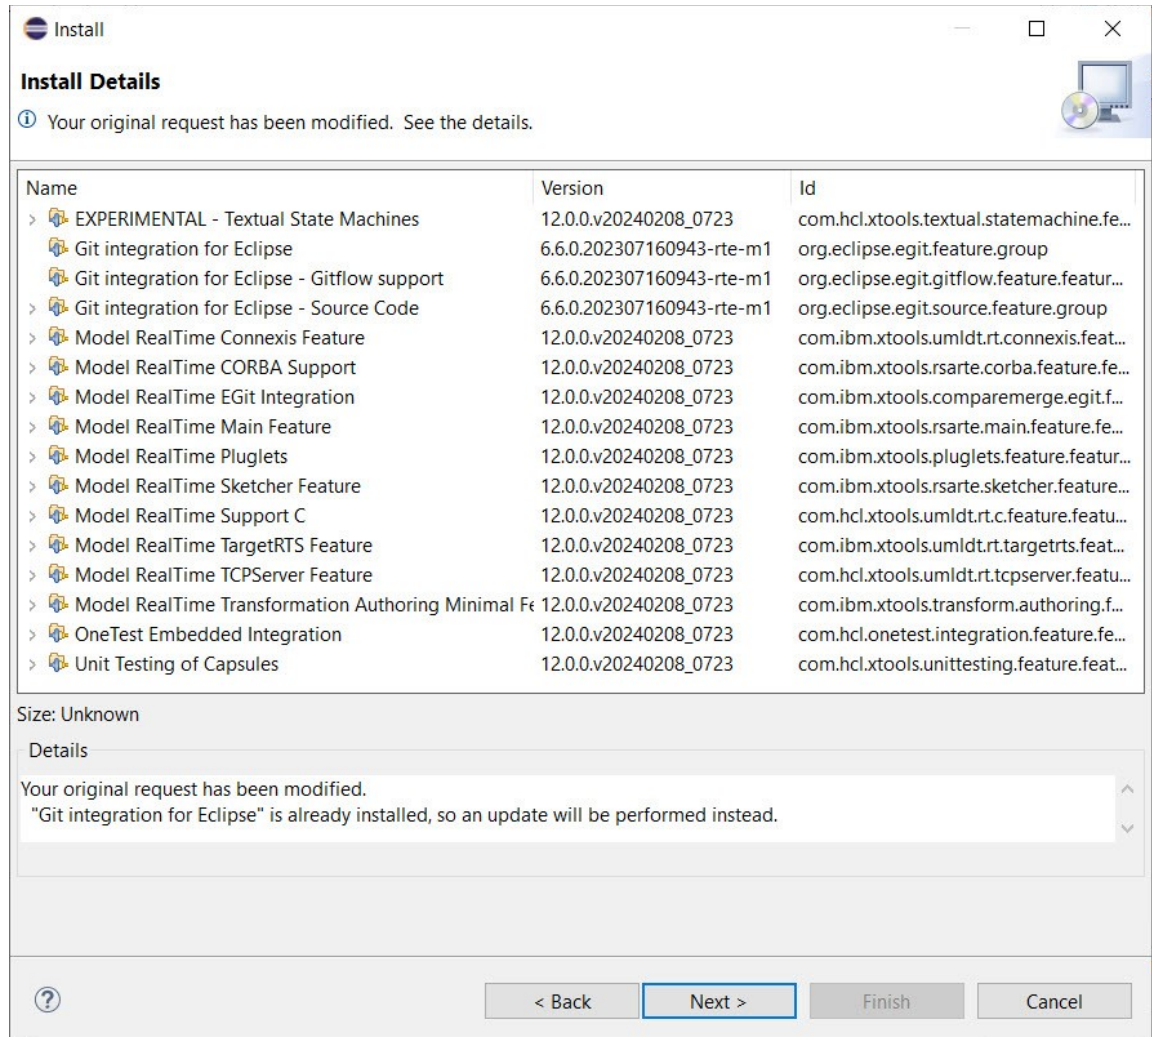 Install
Install Details
Your original request has been modified.  See the details.
Name Version Id
EXPERIMENTAL - Textual State Machines 12.0.0.v20240208_0723 com.hcl.xtools.textual.statemachine.fe...
Git integration for Eclipse 6.6.0.202307160943-rte-m1 org.eclipse.egit.feature.group
Git integration for Eclipse - Gitflow support 6.6.0.202307160943-rte-m1 org.eclipse.egit.gitflow.feature.featur...
Git integration for Eclipse - Source Code 6.6.0.202307160943-rte-m1 org.eclipse.egit.source.feature.group
Model RealTime Connexis Feature 12.0.0.v20240208_0723 com.ibm.xtools.umldt.rt.connexis.feat...
Model RealTime CORBA Support 12.0.0.v20240208_0723 com.ibm.xtools.rsarte.corba.feature.fe...
Model RealTime EGit Integration 12.0.0.v20240208_0723 com.ibm.xtools.comparemerge.egit.f...
Model RealTime Main Feature 12.0.0.v20240208_0723 com.ibm.xtools.rsarte.main.feature.fe...
Model RealTime Pluglets 12.0.0.v20240208_0723 com.ibm.xtools.pluglets.feature.featur...
Model RealTime Sketcher Feature 12.0.0.v20240208_0723 com.ibm.xtools.rsarte.sketcher.feature...
Model RealTime Support C 12.0.0.v20240208_0723 com.hcl.xtools.umldt.rt.c.feature.featu...
Model RealTime TargetRTS Feature 12.0.0.v20240208_0723 com.ibm.xtools.umldt.rt.targetrts.feat...
Model RealTime TCPServer Feature 12.0.0.v20240208_0723 com.hcl.xtools.umldt.rt.tcpserver.featu...
Model RealTime Transformation Authoring Minimal Fe 12.0.0.v20240208_0723 com.ibm.xtools.transform.authoring.f...
OneTest Embedded Integration 12.0.0.v20240208_0723 com.hcl.onetest.integration.feature.fe...
Unit Testing of Capsules 12.0.0.v20240208_0723 com.hcl.xtools.unittesting.feature.feat...
Size: Unknown
Details
Your original request has been modified.
"Git integration for Eclipse" is already installed, so an update will be performed instead.
< Back Next > Finish Cancel